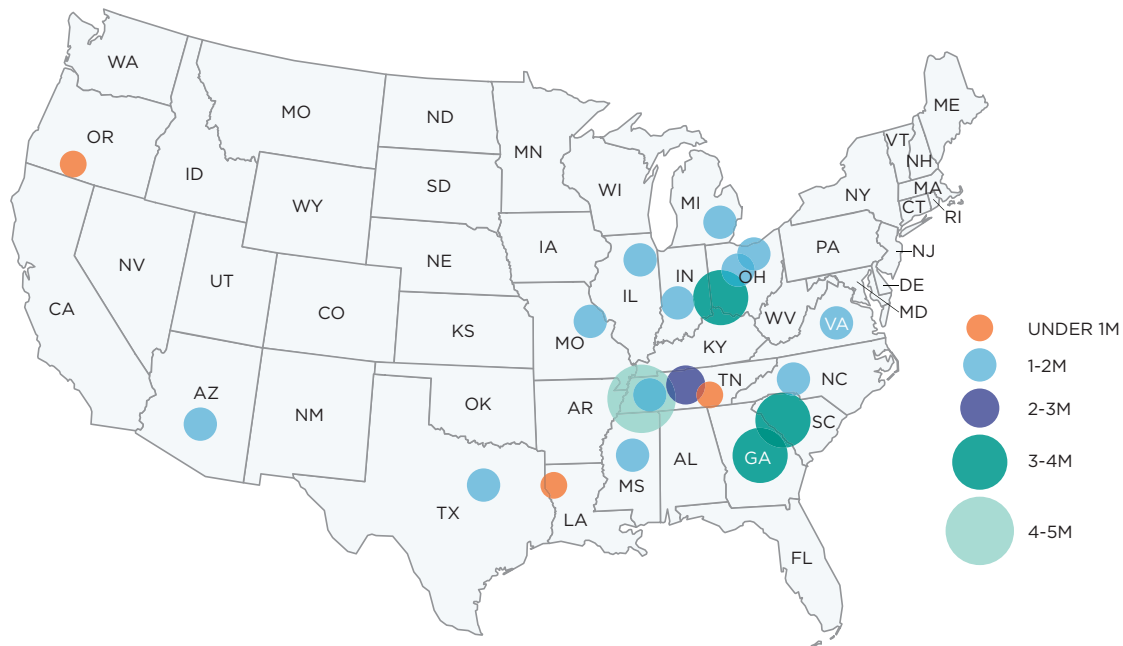 WA
MO
ND
MN
ME
OR
ID
SD
WI
MI
VT
NH
WY
NY
MA
CT
RI
IA
PA
NJ
NV
UT
NE
IL
IN
OH
DE
MD
CA
CO
KS
MO
KY
WV
VA
AZ
NM
OK
AR
TN
NC
SC
TX
LA
MS
AL
GA
FL
UNDER 1M
1-2M
2-3M
3-4M
4-5M